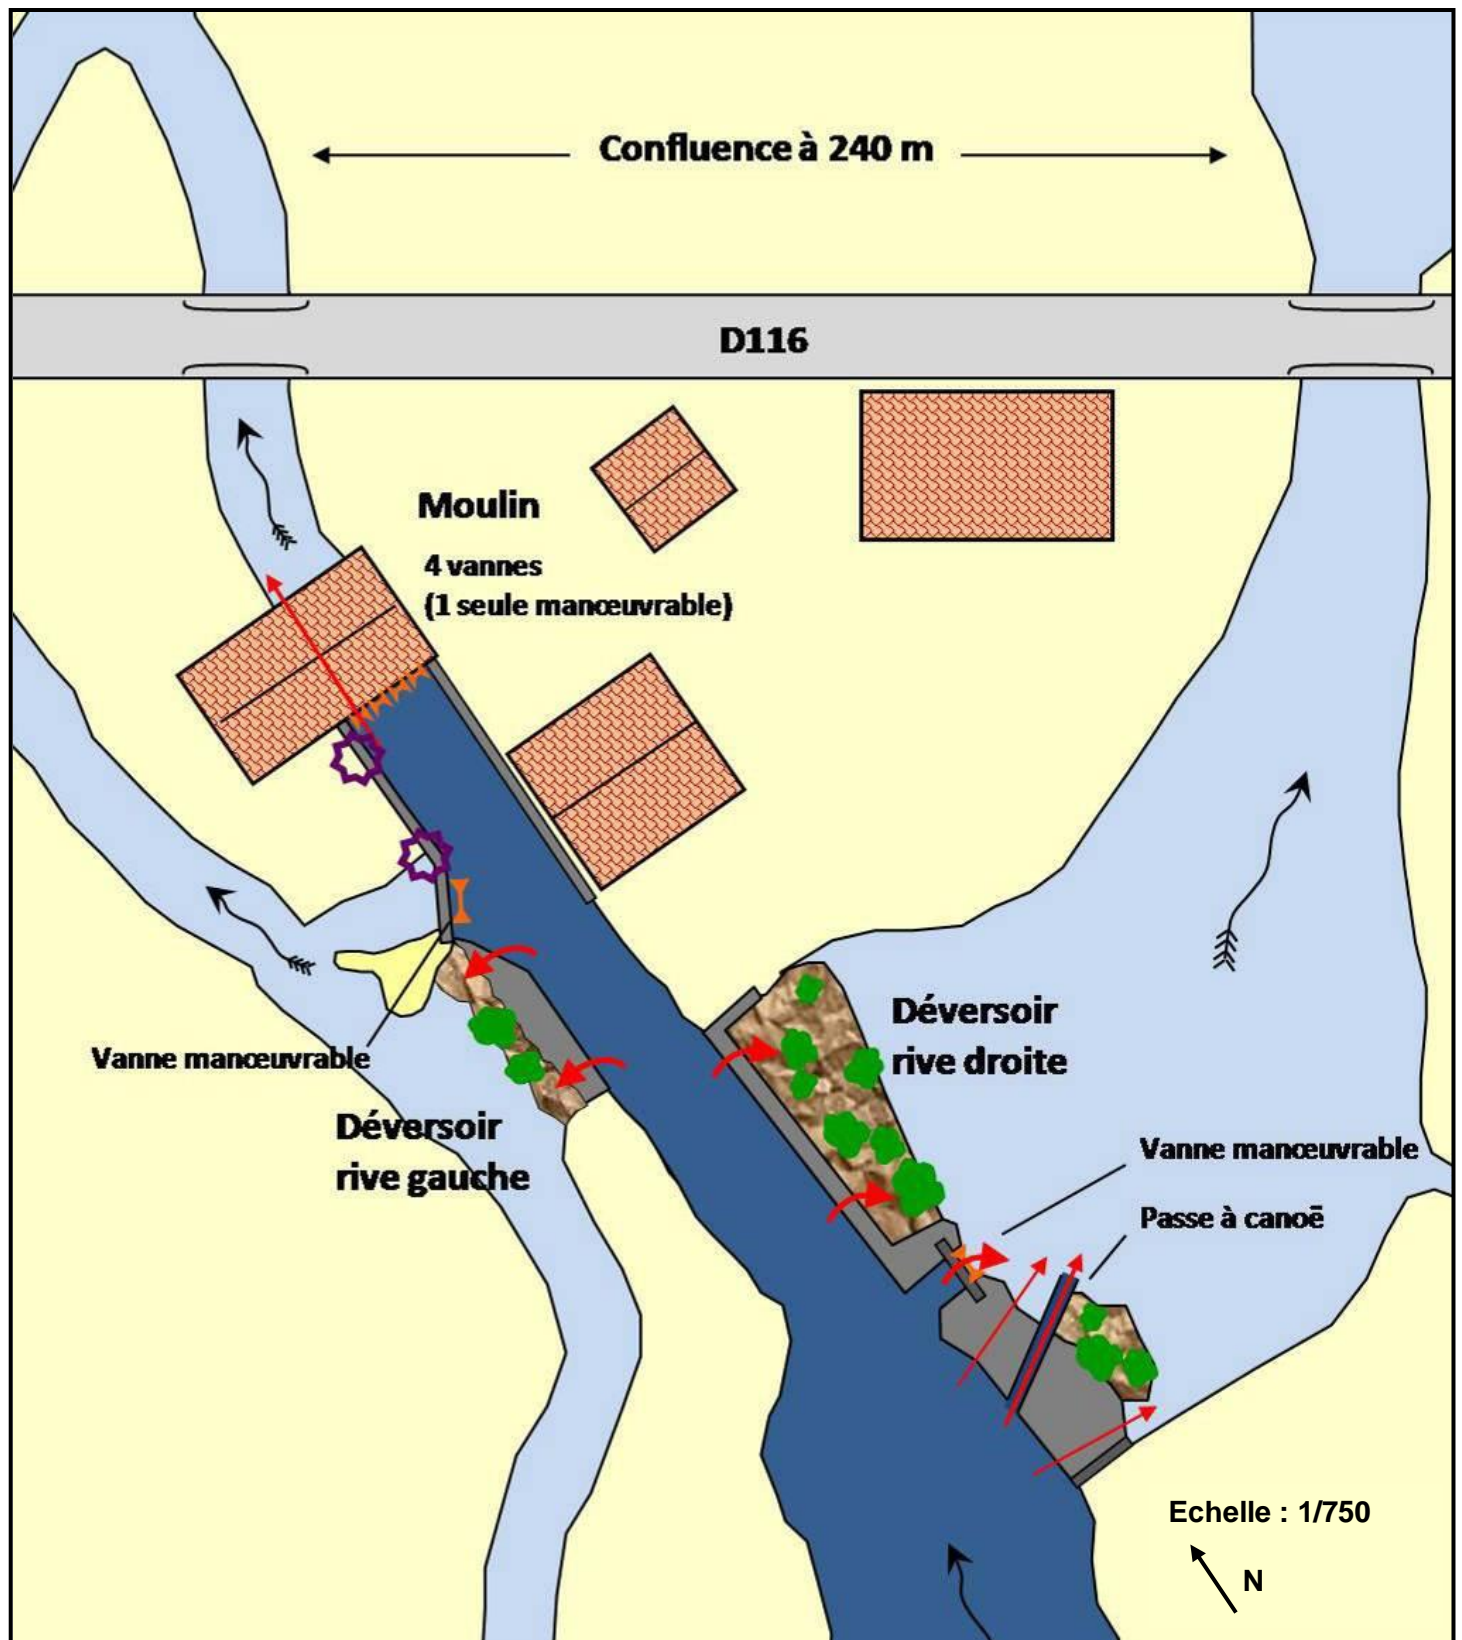 Confluence à 240 m
D116
Moulin
4 vannes
(1 seule manœuvrable)
Déversoir
rive droite
Vanne manœuvrable
Déversoir
rive gauche
Vanne manœuvrable
Passe à canoë
Echelle : 1/750
N